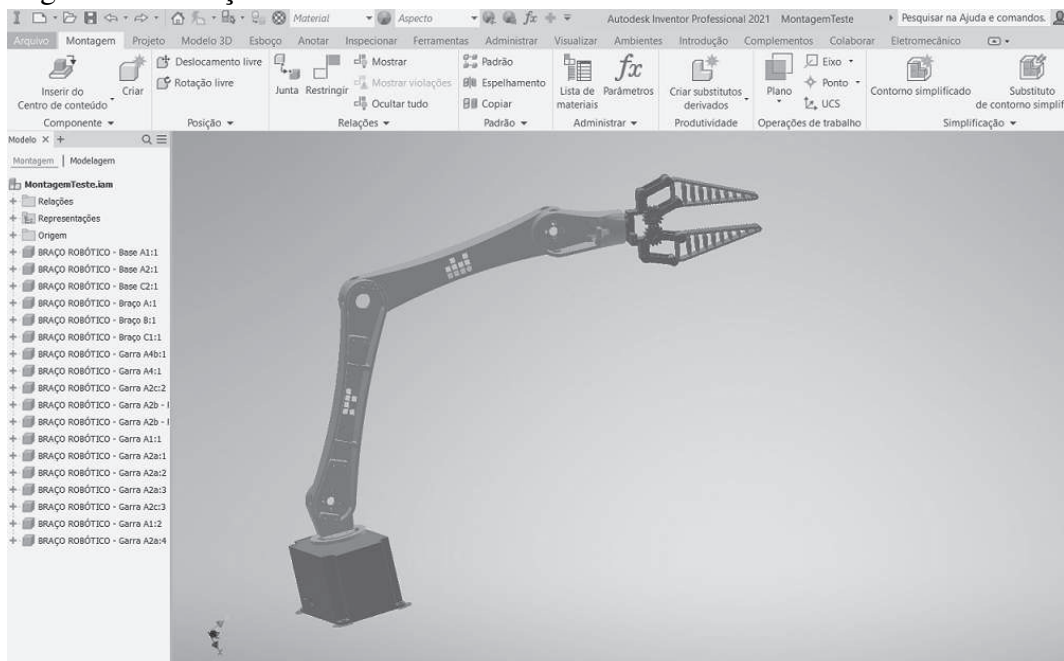 Material
Aspecto
fx
Autodesk Inventor Professional 2021 MontagemTeste
Pesquisar na Ajuda e comandos.
Arquivo Montagem Projeto Modelo 3D Esboço Anotar Inspecionar Ferramentas Administrar Visualizar Ambientes Introdução Complementos Colaborar Eletromecânico
Inserir do
Centro de conteúdo
Criar
Componente
Deslocamento livre
Rotação livre
Posição
Junta Restringir
Mostrar
Mostrar violações
Ocultar tudo
Relações
Padrão
Espelhamento
Copiar
Padrão
Lista de
materiais
fx
Parâmetros
Administrar
Criar substitutos
derivados
Produtividade
Plano
Eixo
Ponto
UCS
Operações de trabalho
Contorno simplificado
Substituto
de contorno simplif
Simplificação
Modelo X +
Montagem | Modelagem
MontagemTeste.iam
Relações
Representações
Origem
BRAÇO ROBÓTICO - Base A1:1
BRAÇO ROBÓTICO - Base A2:1
BRAÇO ROBÓTICO - Base C2:1
BRAÇO ROBÓTICO - Braço A:1
BRAÇO ROBÓTICO - Braço B:1
BRAÇO ROBÓTICO - Braço C1:1
BRAÇO ROBÓTICO - Garra A4b:1
BRAÇO ROBÓTICO - Garra A4:1
BRAÇO ROBÓTICO - Garra A2c:2
BRAÇO ROBÓTICO - Garra A2b -
BRAÇO ROBÓTICO - Garra A2b -
BRAÇO ROBÓTICO - Garra A1:1
BRAÇO ROBÓTICO - Garra A2a:1
BRAÇO ROBÓTICO - Garra A2a:2
BRAÇO ROBÓTICO - Garra A2a:3
BRAÇO ROBÓTICO - Garra A2c:3
BRAÇO ROBÓTICO - Garra A1:2
BRAÇO ROBÓTICO - Garra A2a:4